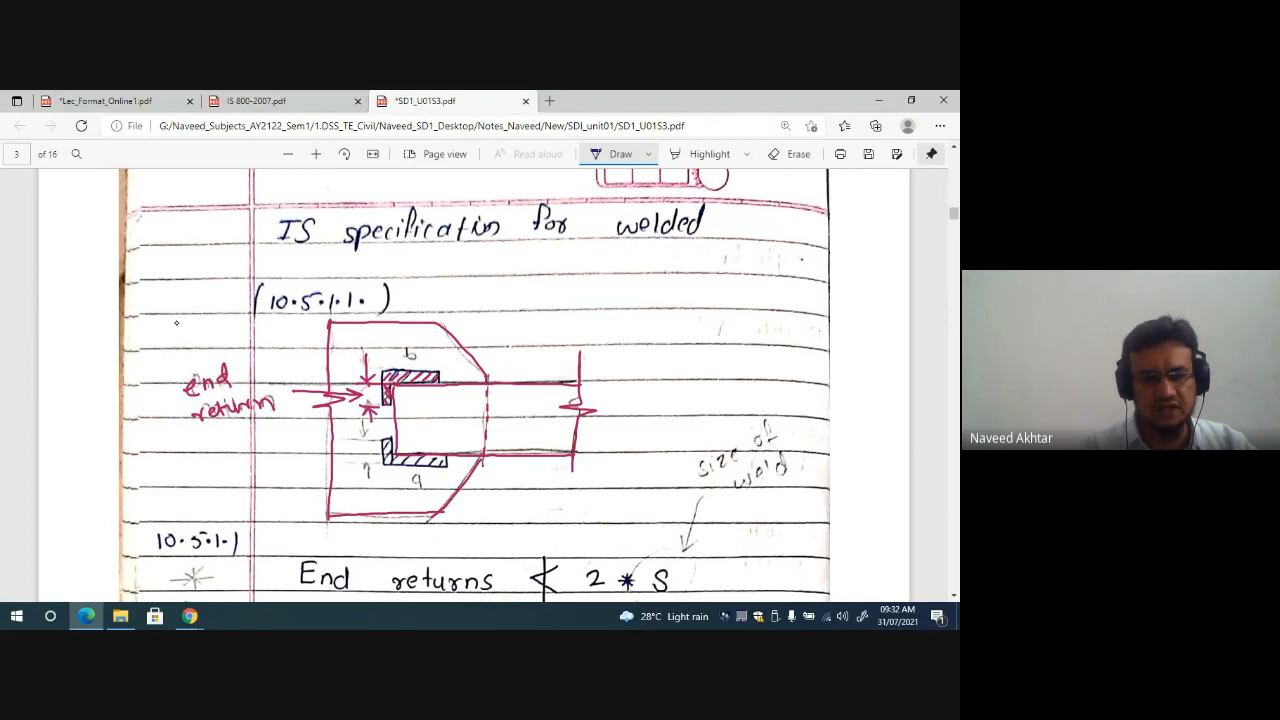 *Lec_Format_Online1.pdf
IS 800-2007.pdf
*SD1_U01S3.pdf
File
G:/Naveed_Subjects_AY2122_Sem1/1.DSS_TE_Civil/Naveed_SD1_Desktop/Notes_Naveed/New/SDI_unit01/SD1_U01S3.pdf
3 of 16
Page view
Read aloud
Draw
Highlight
Erase
IS specification for welded
(10.5.1.1.)
b
end
return
size of
weld
a
10.5.1.1
End returns ≮ 2 * S
Naveed Akhtar
28°C Light rain
09:32 AM
31/07/2021
1